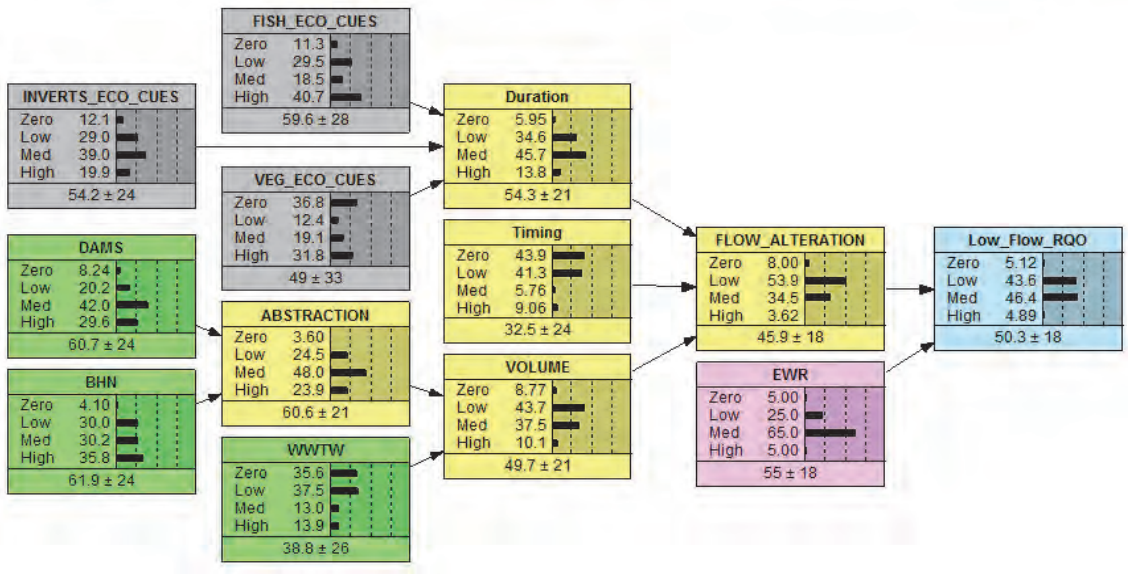 FISH_ECO_CUES
Zero 11.3
Low 29.5
Med 18.5
High 40.7
59.6 ± 28
INVERTS_ECO_CUES
Zero 12.1
Low 29.0
Med 39.0
High 19.9
54.2 ± 24
Duration
Zero 5.95
Low 34.6
Med 45.7
High 13.8
54.3 ± 21
VEG_ECO_CUES
Zero 36.8
Low 12.4
Med 19.1
High 31.8
49 ± 33
DAMS
Zero 8.24
Low 20.2
Med 42.0
High 29.6
60.7 ± 24
Timing
Zero 43.9
Low 41.3
Med 5.76
High 9.06
32.5 ± 24
FLOW_ALTERATION
Zero 8.00
Low 53.9
Med 34.5
High 3.62
45.9 ± 18
Low_Flow_RQO
Zero 5.12
Low 43.6
Med 46.4
High 4.89
50.3 ± 18
ABSTRACTION
Zero 3.60
Low 24.5
Med 48.0
High 23.9
60.6 ± 21
BHN
Zero 4.10
Low 30.0
Med 30.2
High 35.8
61.9 ± 24
VOLUME
Zero 8.77
Low 43.7
Med 37.5
High 10.1
49.7 ± 21
EWR
Zero 5.00
Low 25.0
Med 65.0
High 5.00
55 ± 18
WWTW
Zero 35.6
Low 37.5
Med 13.0
High 13.9
38.8 ± 26